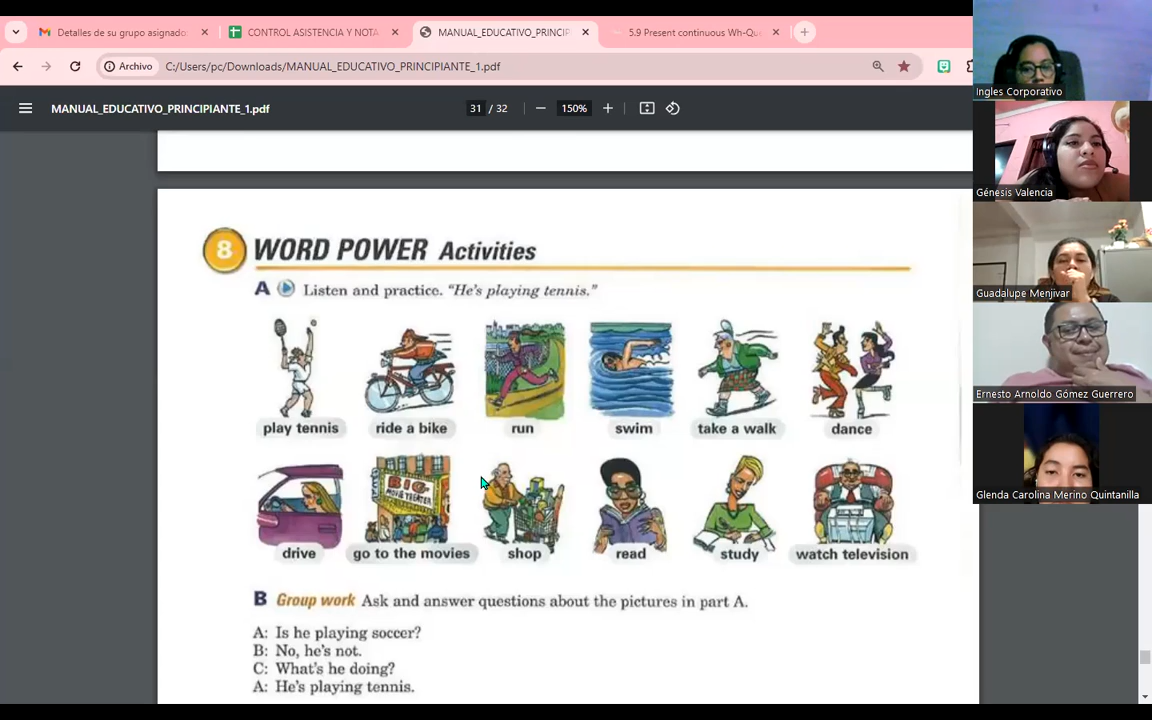 Detalles de su grupo asignado
CONTROL ASISTENCIA Y NOTA
MANUAL_EDUCATIVO_PRINCIP
5.9 Present continuous Wh-Que
Archivo
C:/Users/pc/Downloads/MANUAL_EDUCATIVO_PRINCIPIANTE_1.pdf
MANUAL_EDUCATIVO_PRINCIPIANTE_1.pdf
31 / 32
150%
8 WORD POWER Activities
A Listen and practice. "He's playing tennis."
play tennis
ride a bike
run
swim
take a walk
dance
BIG
MOVIE THEATER
drive
go to the movies
shop
read
study
watch television
B Group work Ask and answer questions about the pictures in part A.
A: Is he playing soccer?
B: No, he's not.
C: What's he doing?
A: He's playing tennis.
Ingles Corporativo
Génesis Valencia
Guadalupe Menjivar
Ernesto Arnoldo Gómez Guerrero
Glenda Carolina Merino Quintanilla